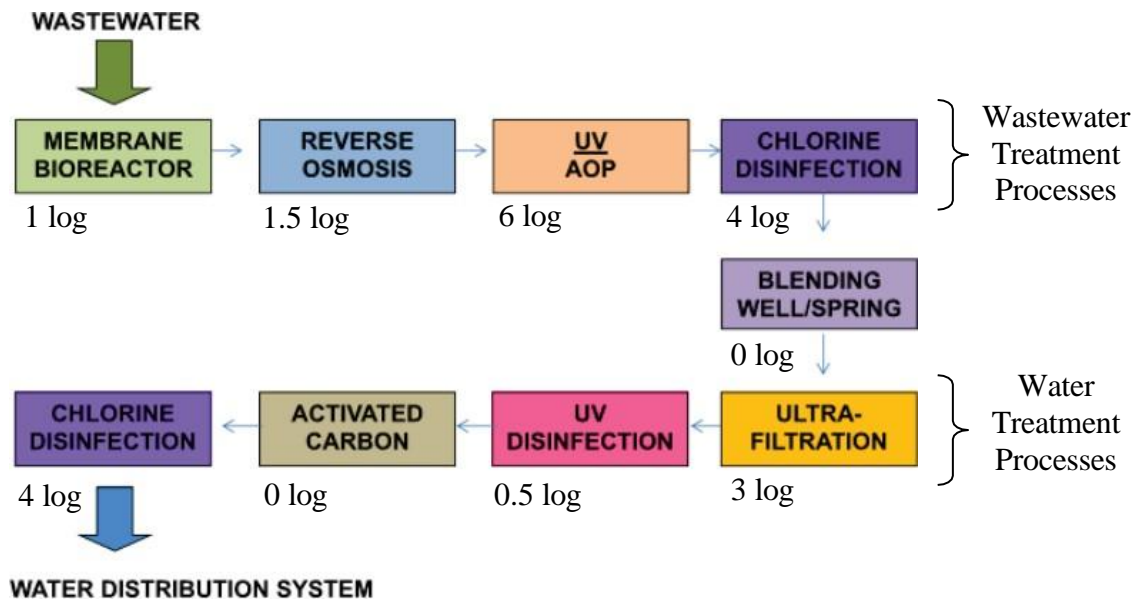 WASTEWATER
MEMBRANE
BIOREACTOR
REVERSE
OSMOSIS
UV
AOP
CHLORINE
DISINFECTION
Wastewater
Treatment
Processes
1 log
1.5 log
6 log
4 log
BLENDING
WELL/SPRING
0 log
CHLORINE
DISINFECTION
ACTIVATED
CARBON
UV
DISINFECTION
ULTRA-
FILTRATION
Water
Treatment
Processes
4 log
0 log
0.5 log
3 log
WATER DISTRIBUTION SYSTEM